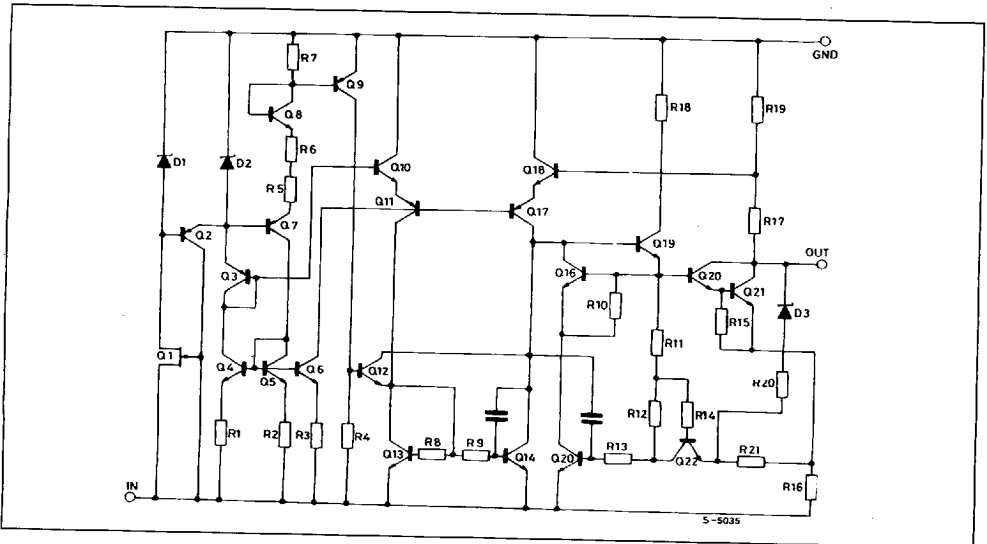 R7
GND
Q9
Q8
R18
R19
R6
D1
D2
Q10
Q18
R5
Q11
Q17
R17
Q7
Q2
Q19
OUT
Q3
Q16
Q20
R10
Q21
R15
D3
R11
Q1
Q4
Q5
Q6
Q12
R20
R12
R14
R1
R2
R3
R4
Q13
R8
R9
Q14
Q20
R13
Q22
R21
R16
IN
S-5035